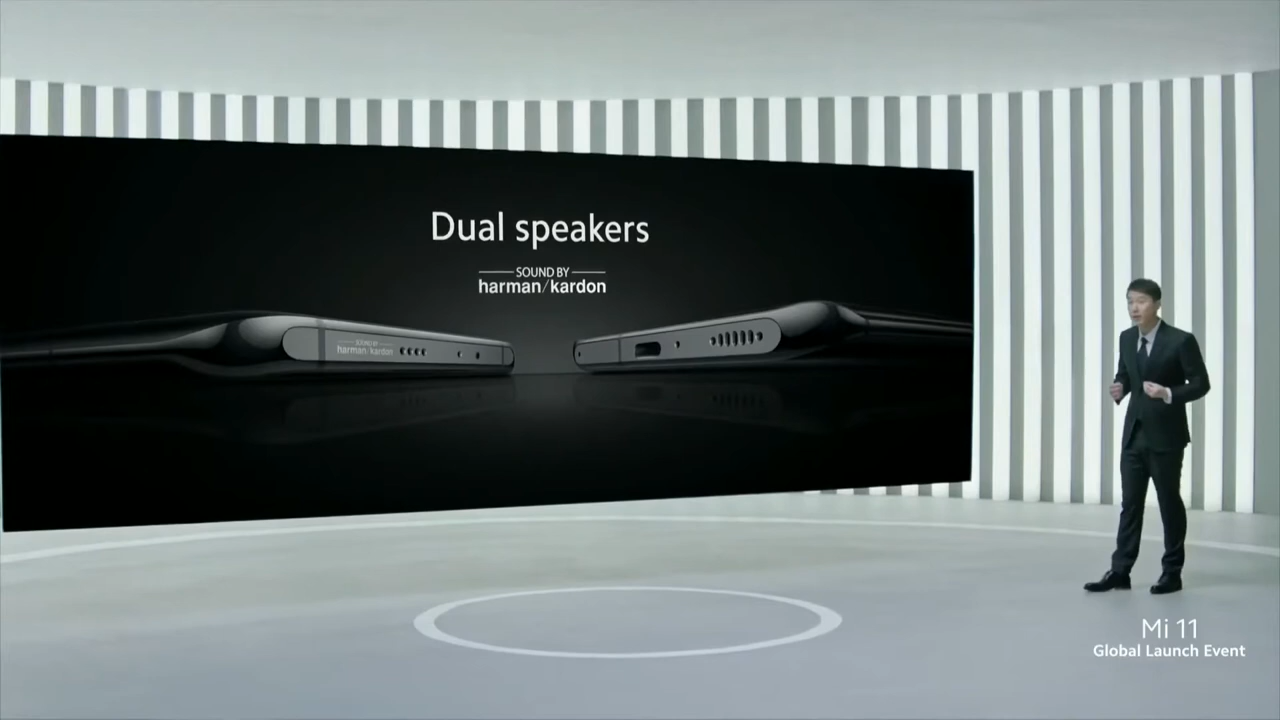 Dual speakers
SOUND BY
harman/kardon
SOUND BY
harman/kardon
Mi 11
Global Launch Event